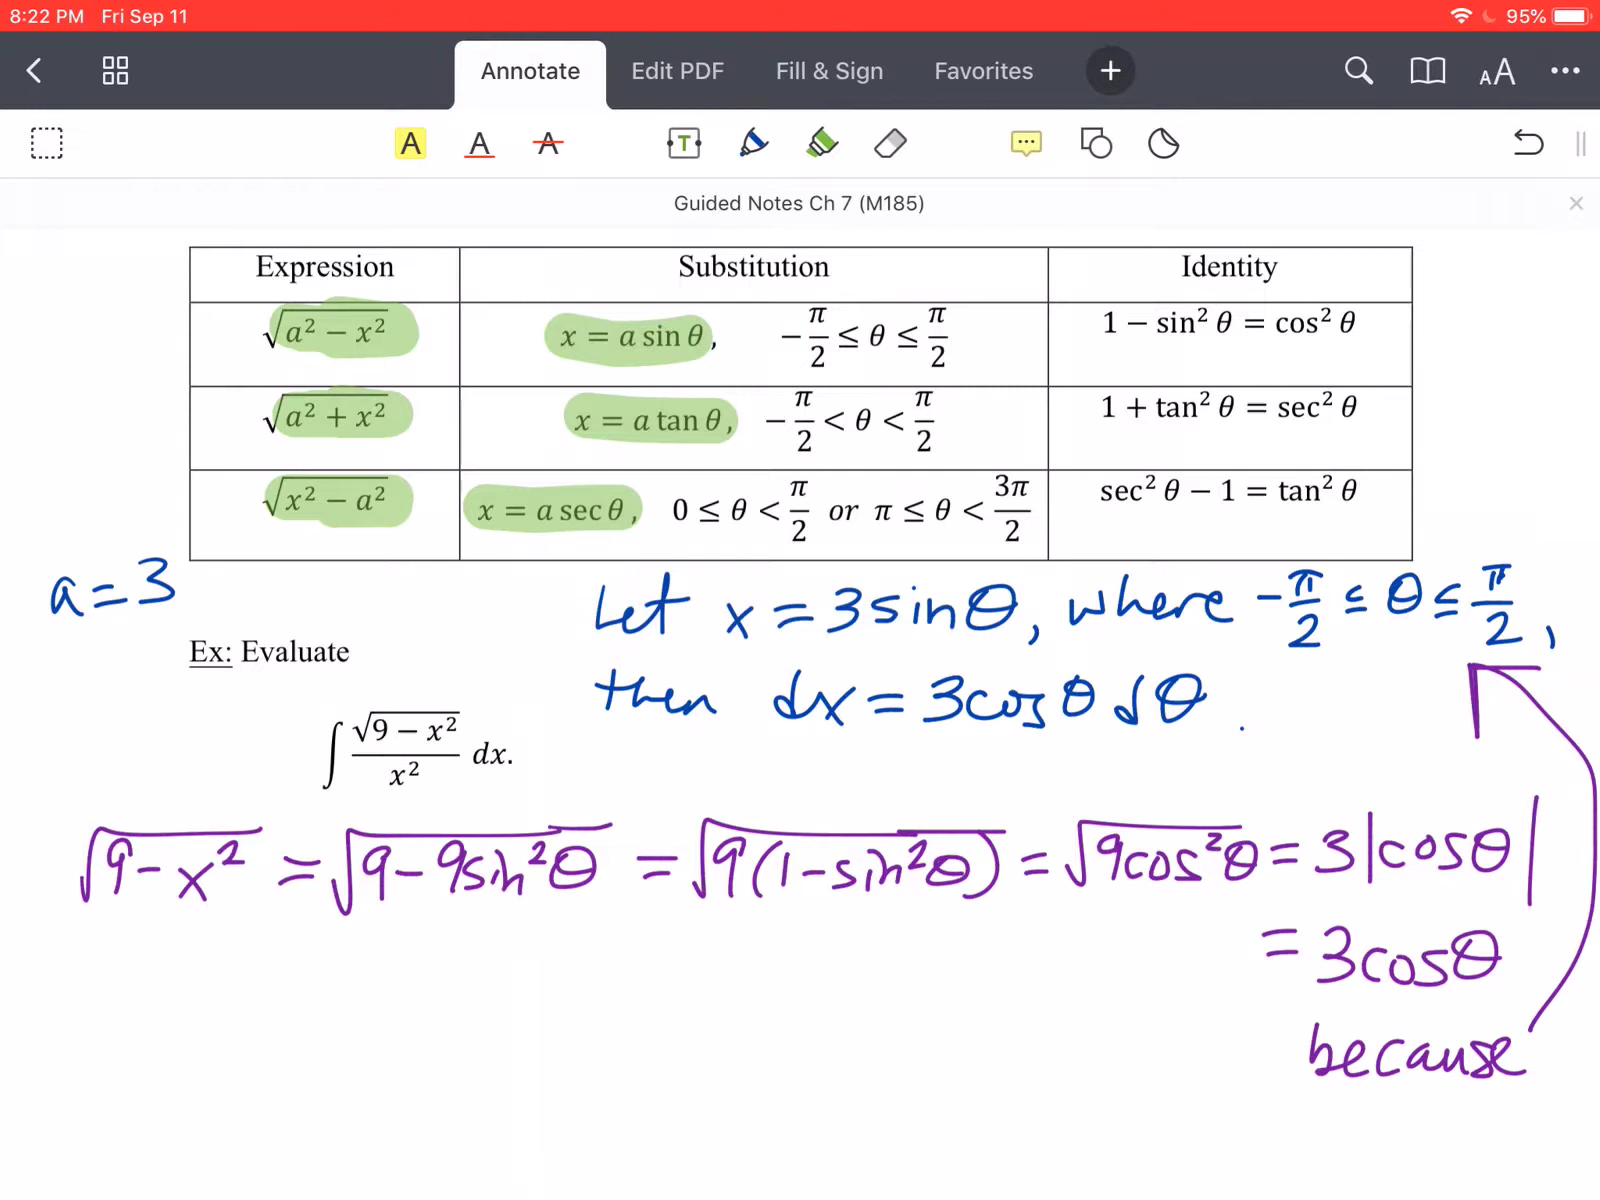 8:22 PM Fri Sep 11 95%
Annotate Edit PDF Fill & Sign Favorites +
AA
A A A T
Guided Notes Ch 7 (M185)
Expression Substitution Identity
√(a² − x²) x = a sin θ, −π/2 ≤ θ ≤ π/2 1 − sin² θ = cos² θ
√(a² + x²) x = a tan θ, −π/2 < θ < π/2 1 + tan² θ = sec² θ
√(x² − a²) x = a sec θ, 0 ≤ θ < π/2 or π ≤ θ < 3π/2 sec² θ − 1 = tan² θ
a = 3
Let x = 3sinθ, where −π/2 ≤ θ ≤ π/2,
then dx = 3cosθ dθ.
Ex: Evaluate
∫ √(9 − x²)/x² dx.
√(9−x²) = √(9−9sin²θ) = √(9(1−sin²θ)) = √(9cos²θ) = 3|cosθ|
= 3cosθ
because